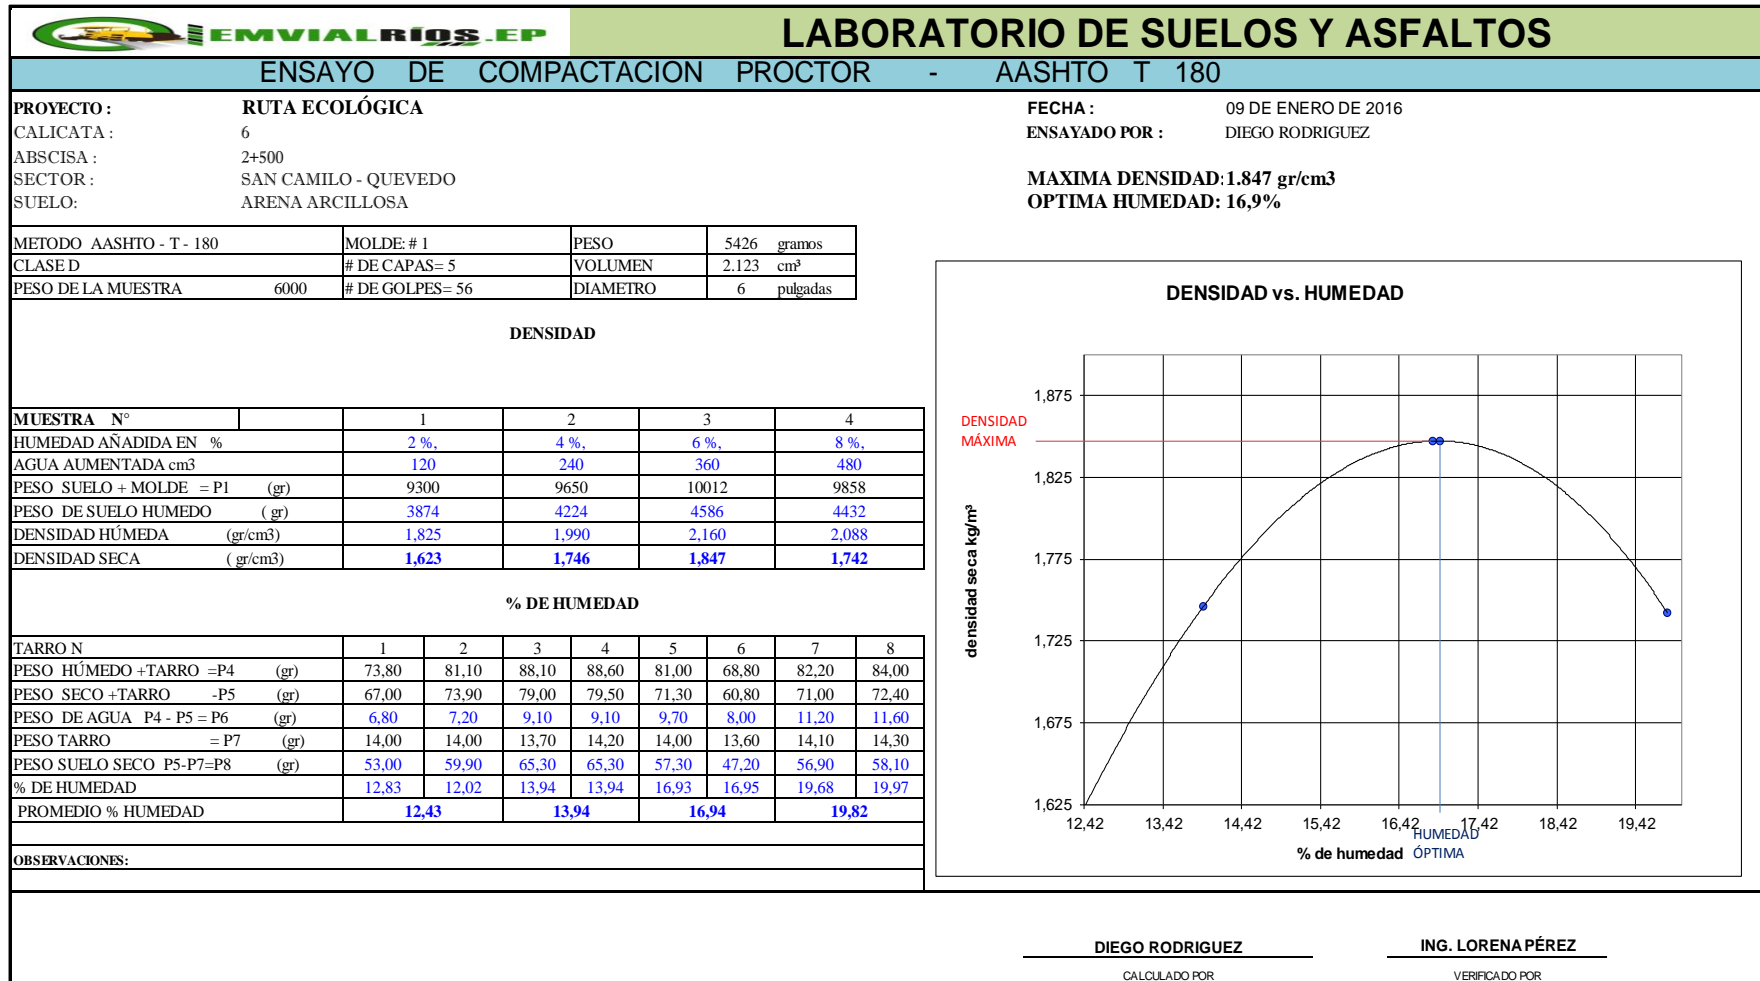 EMVIALRÍOS.EP LABORATORIO DE SUELOS Y ASFALTOS
ENSAYO DE COMPACTACION PROCTOR - AASHTO T 180
PROYECTO : RUTA ECOLÓGICA FECHA : 09 DE ENERO DE 2016
CALICATA : 6 ENSAYADO POR : DIEGO RODRIGUEZ
ABSCISA : 2+500
SECTOR : SAN CAMILO - QUEVEDO MAXIMA DENSIDAD: 1.847 gr/cm3
SUELO: ARENA ARCILLOSA OPTIMA HUMEDAD: 16,9%
METODO AASHTO - T - 180 MOLDE: # 1 PESO 5426 gramos
CLASE D # DE CAPAS= 5 VOLUMEN 2.123 cm³
PESO DE LA MUESTRA 6000 # DE GOLPES= 56 DIAMETRO 6 pulgadas
DENSIDAD
MUESTRA N° 1 2 3 4
HUMEDAD AÑADIDA EN % 2 %, 4 %, 6 %, 8 %,
AGUA AUMENTADA cm3 120 240 360 480
PESO SUELO + MOLDE = P1 (gr) 9300 9650 10012 9858
PESO DE SUELO HUMEDO ( gr) 3874 4224 4586 4432
DENSIDAD HÚMEDA (gr/cm3) 1,825 1,990 2,160 2,088
DENSIDAD SECA ( gr/cm3) 1,623 1,746 1,847 1,742
% DE HUMEDAD
TARRO N 1 2 3 4 5 6 7 8
PESO HÚMEDO +TARRO =P4 (gr) 73,80 81,10 88,10 88,60 81,00 68,80 82,20 84,00
PESO SECO +TARRO -P5 (gr) 67,00 73,90 79,00 79,50 71,30 60,80 71,00 72,40
PESO DE AGUA P4 - P5 = P6 (gr) 6,80 7,20 9,10 9,10 9,70 8,00 11,20 11,60
PESO TARRO = P7 (gr) 14,00 14,00 13,70 14,20 14,00 13,60 14,10 14,30
PESO SUELO SECO P5-P7=P8 (gr) 53,00 59,90 65,30 65,30 57,30 47,20 56,90 58,10
% DE HUMEDAD 12,83 12,02 13,94 13,94 16,93 16,95 19,68 19,97
PROMEDIO % HUMEDAD 12,43 13,94 16,94 19,82
OBSERVACIONES:
DENSIDAD vs. HUMEDAD
densidad seca kg/m³
1,875
DENSIDAD
MÁXIMA
1,825
1,775
1,725
1,675
1,625
12,42 13,42 14,42 15,42 16,42 17,42 18,42 19,42
HUMEDAD
% de humedad ÓPTIMA
DIEGO RODRIGUEZ ING. LORENA PÉREZ
CALCULADO POR VERIFICADO POR